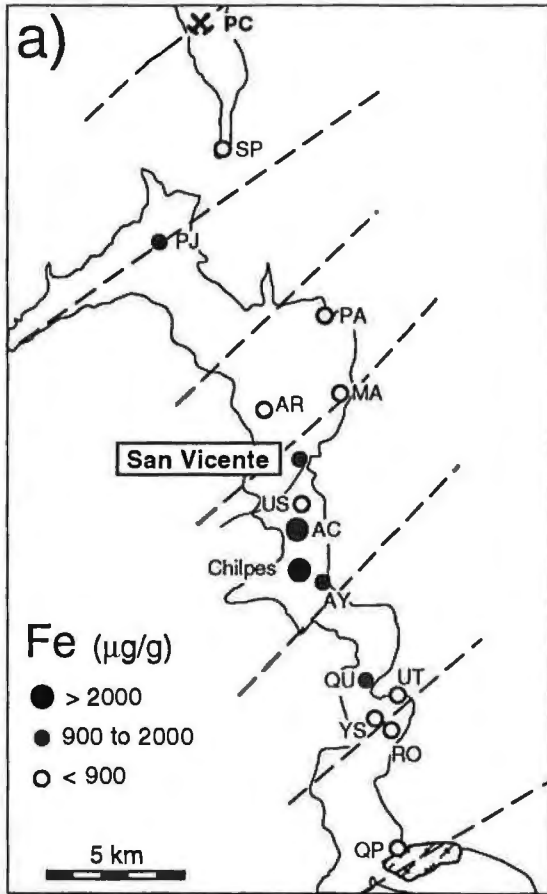 a)
PC
SP
PJ
PA
MA
AR
San Vicente
US
AC
Chilpes
AY
Fe (µg/g)
> 2000
900 to 2000
< 900
QU
UT
YS
RO
QP
5 km